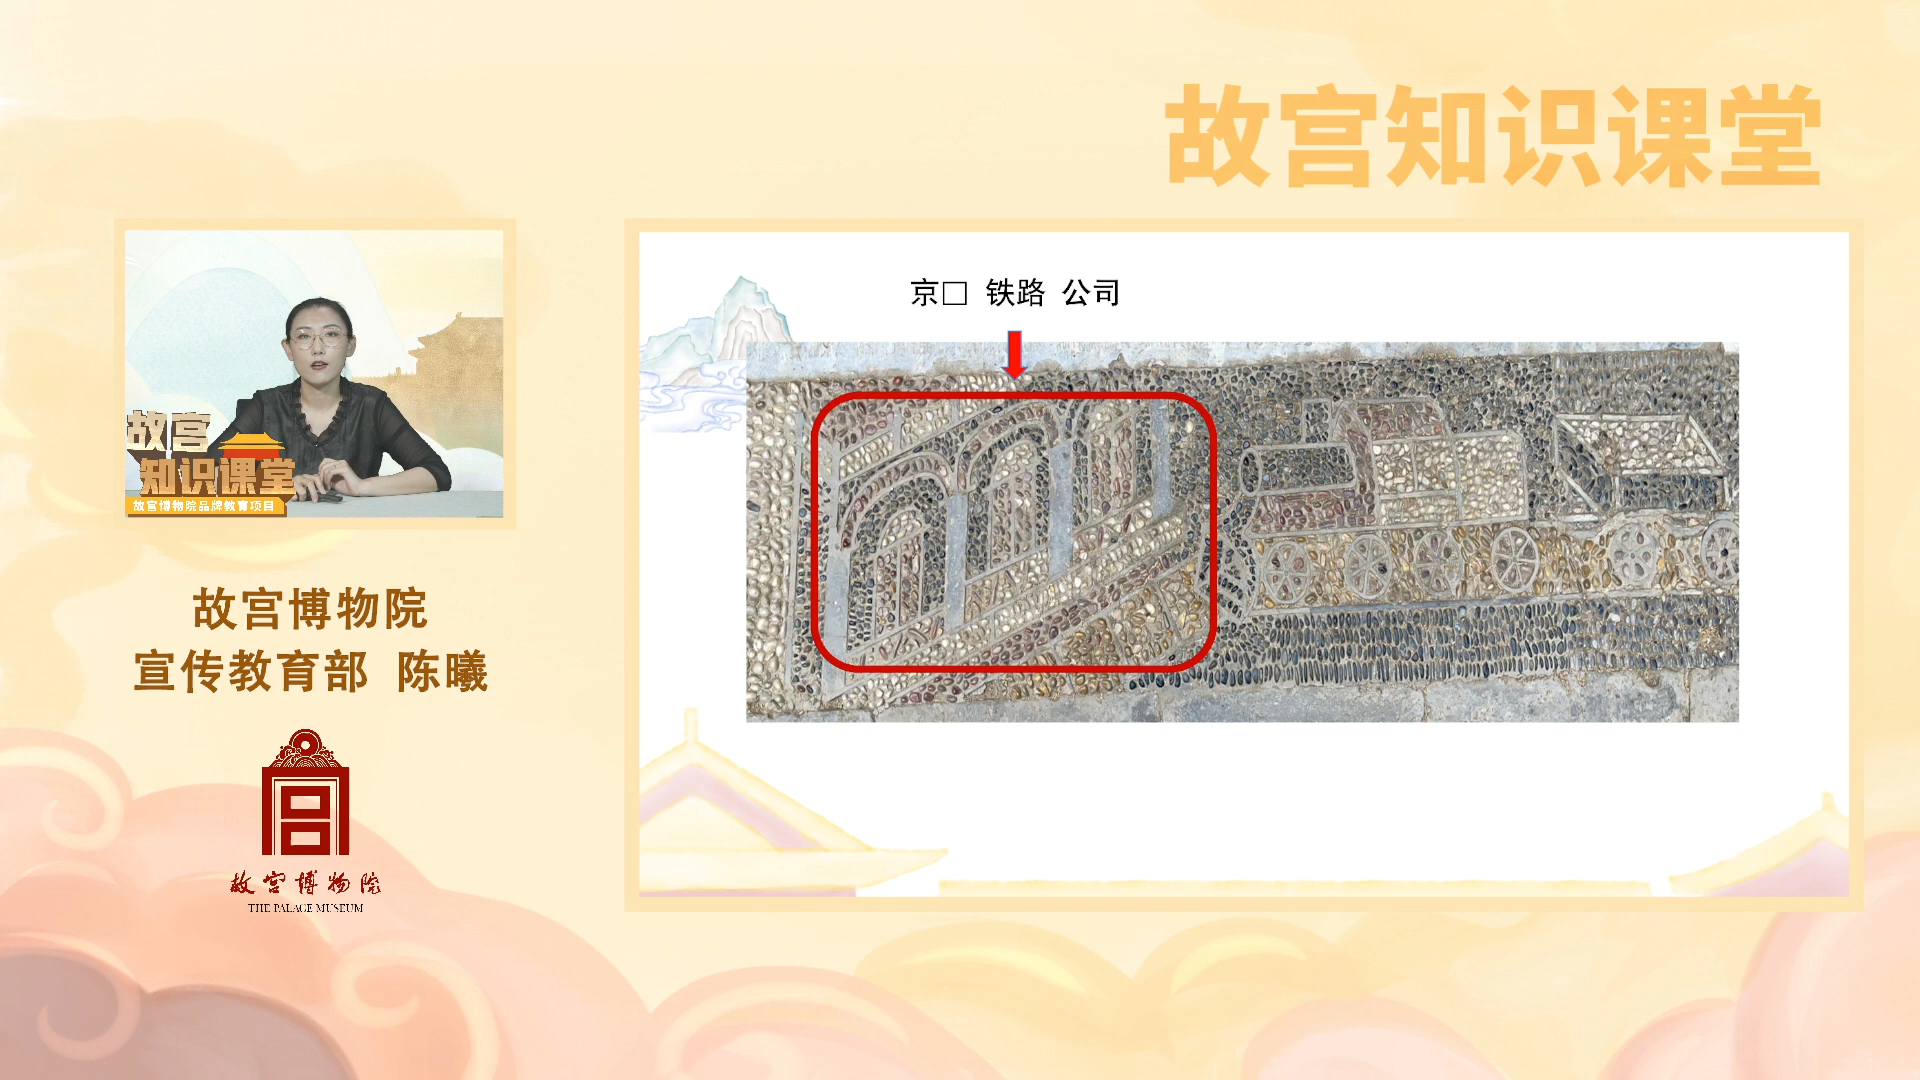 故宫知识课堂
京□ 铁路 公司
故宫
知识课堂
故宫博物院品牌教育项目
故宫博物院
宣传教育部 陈曦
故宫博物院
THE PALACE MUSEUM